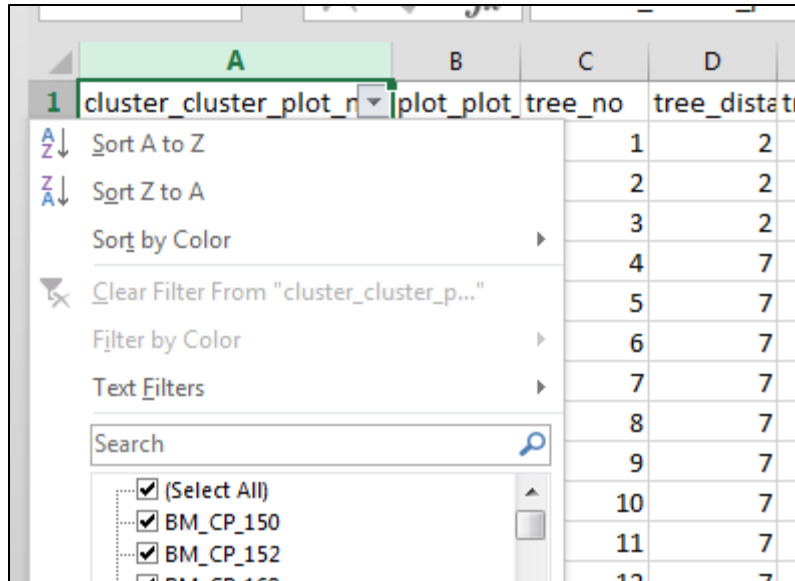 A B C D
1 cluster_cluster_plot_n plot_plot_ tree_no tree_dista
Sort A to Z 1 2
Sort Z to A 2 2
Sort by Color 3 2
4 7
Clear Filter From "cluster_cluster_p..." 5 7
Filter by Color 6 7
Text Filters 7 7
8 7
Search 9 7
(Select All) 10 7
BM_CP_150 11 7
BM_CP_152 12 7